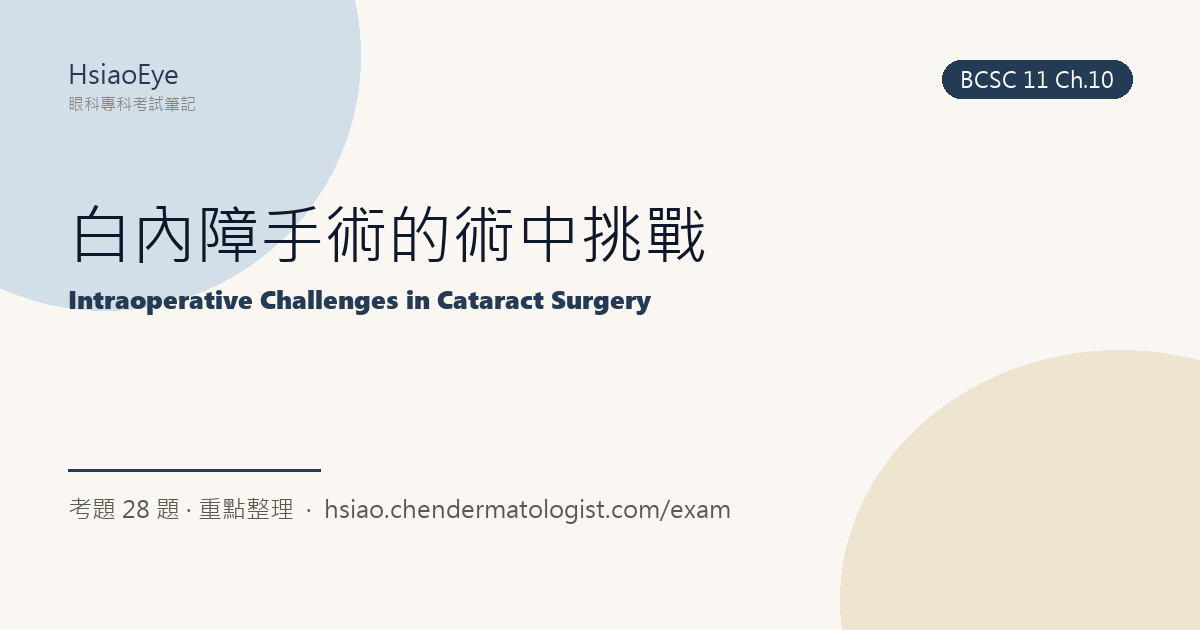 HsiaoEye
眼科專科考試筆記
BCSC 11 Ch.10
白內障手術的術中挑戰
Intraoperative Challenges in Cataract Surgery
考題 28 題 · 重點整理 · hsiao.chendermatologist.com/exam